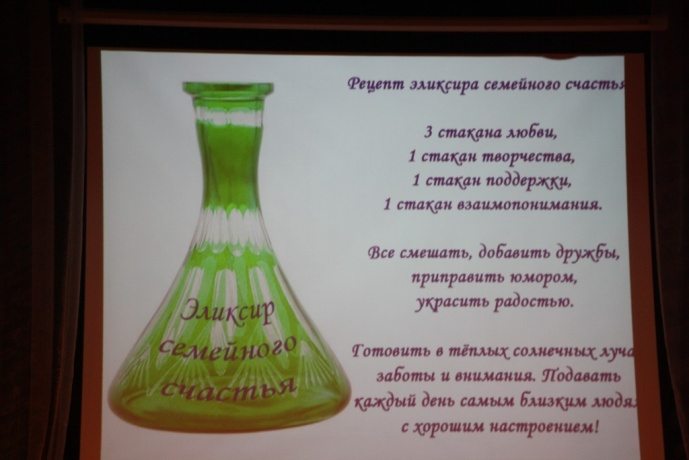 Рецепт эликсира семейного счастья
3 стакана любви,
1 стакан творчества,
1 стакан поддержки,
1 стакан взаимопонимания.
Все смешать, добавить дружбы,
приправить юмором,
украсить радостью.
Готовить в тёплых солнечных луча
заботы и внимания. Подавать
каждый день самым близким людя
с хорошим настроением!
Эликсир
семейного
счастья